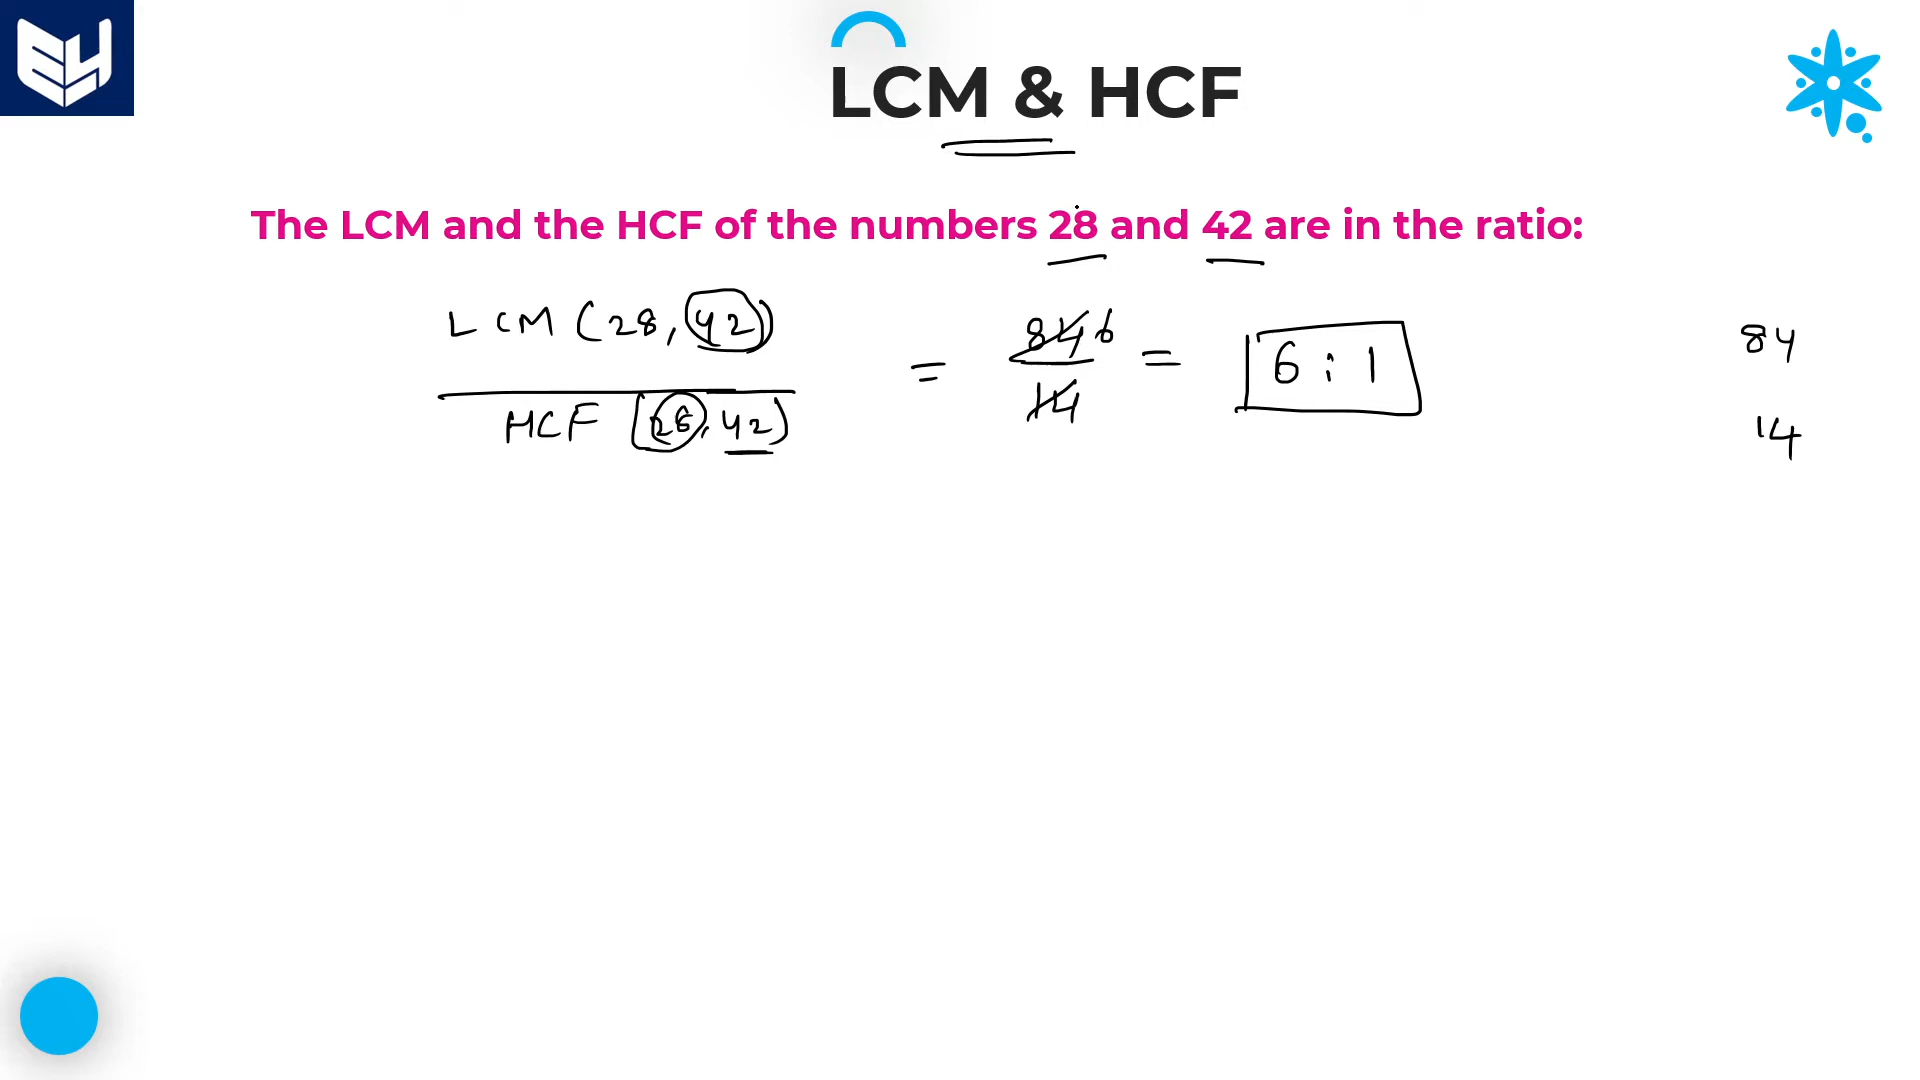 LCM & HCF
The LCM and the HCF of the numbers 28 and 42 are in the ratio:
LCM (28, 42)
HCF (28, 42)
=
84 6
14
=
6 : 1
84
14